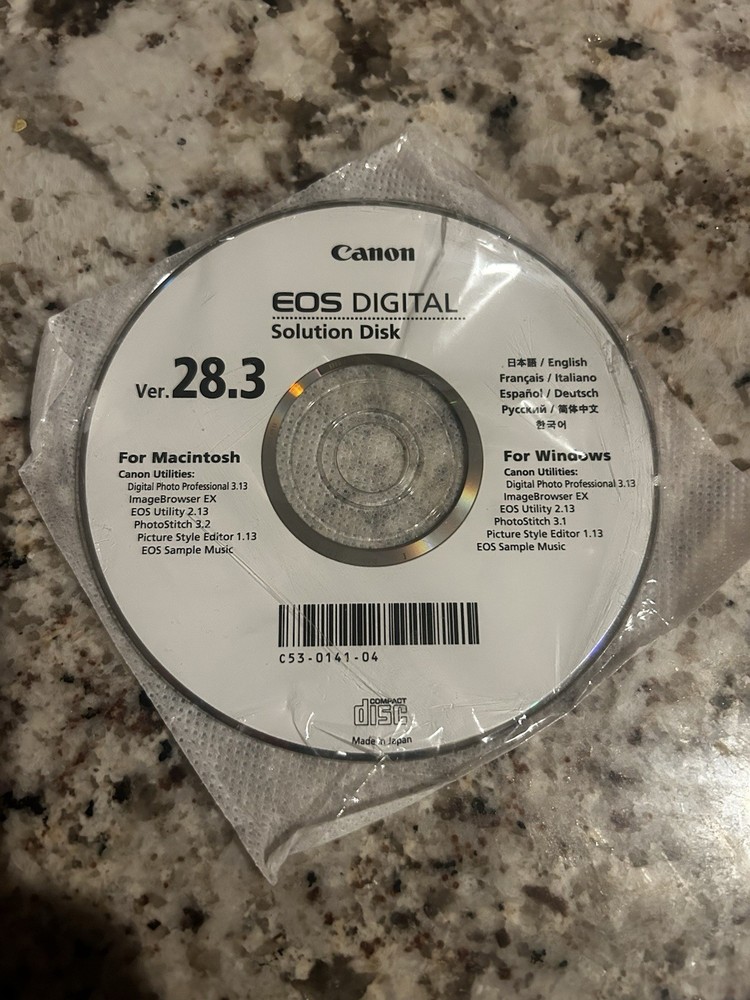 Canon
EOS DIGITAL
Solution Disk
Ver.28.3
日本語 / English
Français / Italiano
Español / Deutsch
Русский / 简体中文
한국어
For Macintosh
Canon Utilities:
Digital Photo Professional 3.13
ImageBrowser EX
EOS Utility 2.13
PhotoStitch 3.2
Picture Style Editor 1.13
EOS Sample Music
For Windows
Canon Utilities:
Digital Photo Professional 3.13
ImageBrowser EX
EOS Utility 2.13
PhotoStitch 3.1
Picture Style Editor 1.13
EOS Sample Music
C53-0141-04
COMPACT
disc
Made in Japan